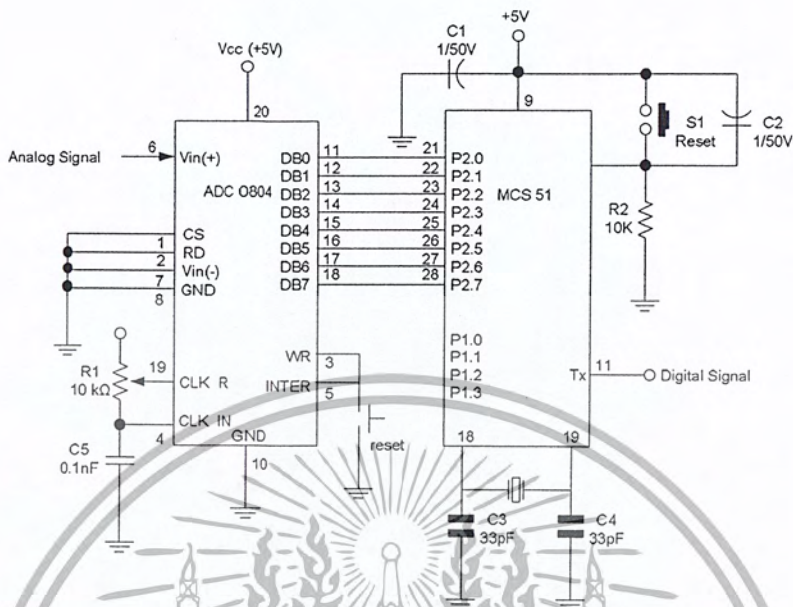 +5V
C1
1/50V
Vcc (+5V)
20
9
S1
Reset
C2
1/50V
Analog Signal
6
Vin(+)
ADC 0804
MCS 51
DB0 11 21 P2.0
DB1 12 22 P2.1
DB2 13 23 P2.2
DB3 14 24 P2.3
DB4 15 25 P2.4
DB5 16 26 P2.5
DB6 17 27 P2.6
DB7 18 28 P2.7
R2
10K
CS
1 RD
2 Vin(-)
7 GND
8
P1.0
P1.1
P1.2
P1.3
R1
10 kΩ
19
CLK R
WR
3
INTER
5
reset
Tx
11
Digital Signal
CLK IN
4
GND
10
C5
0.1nF
18
19
C3
33pF
C4
33pF